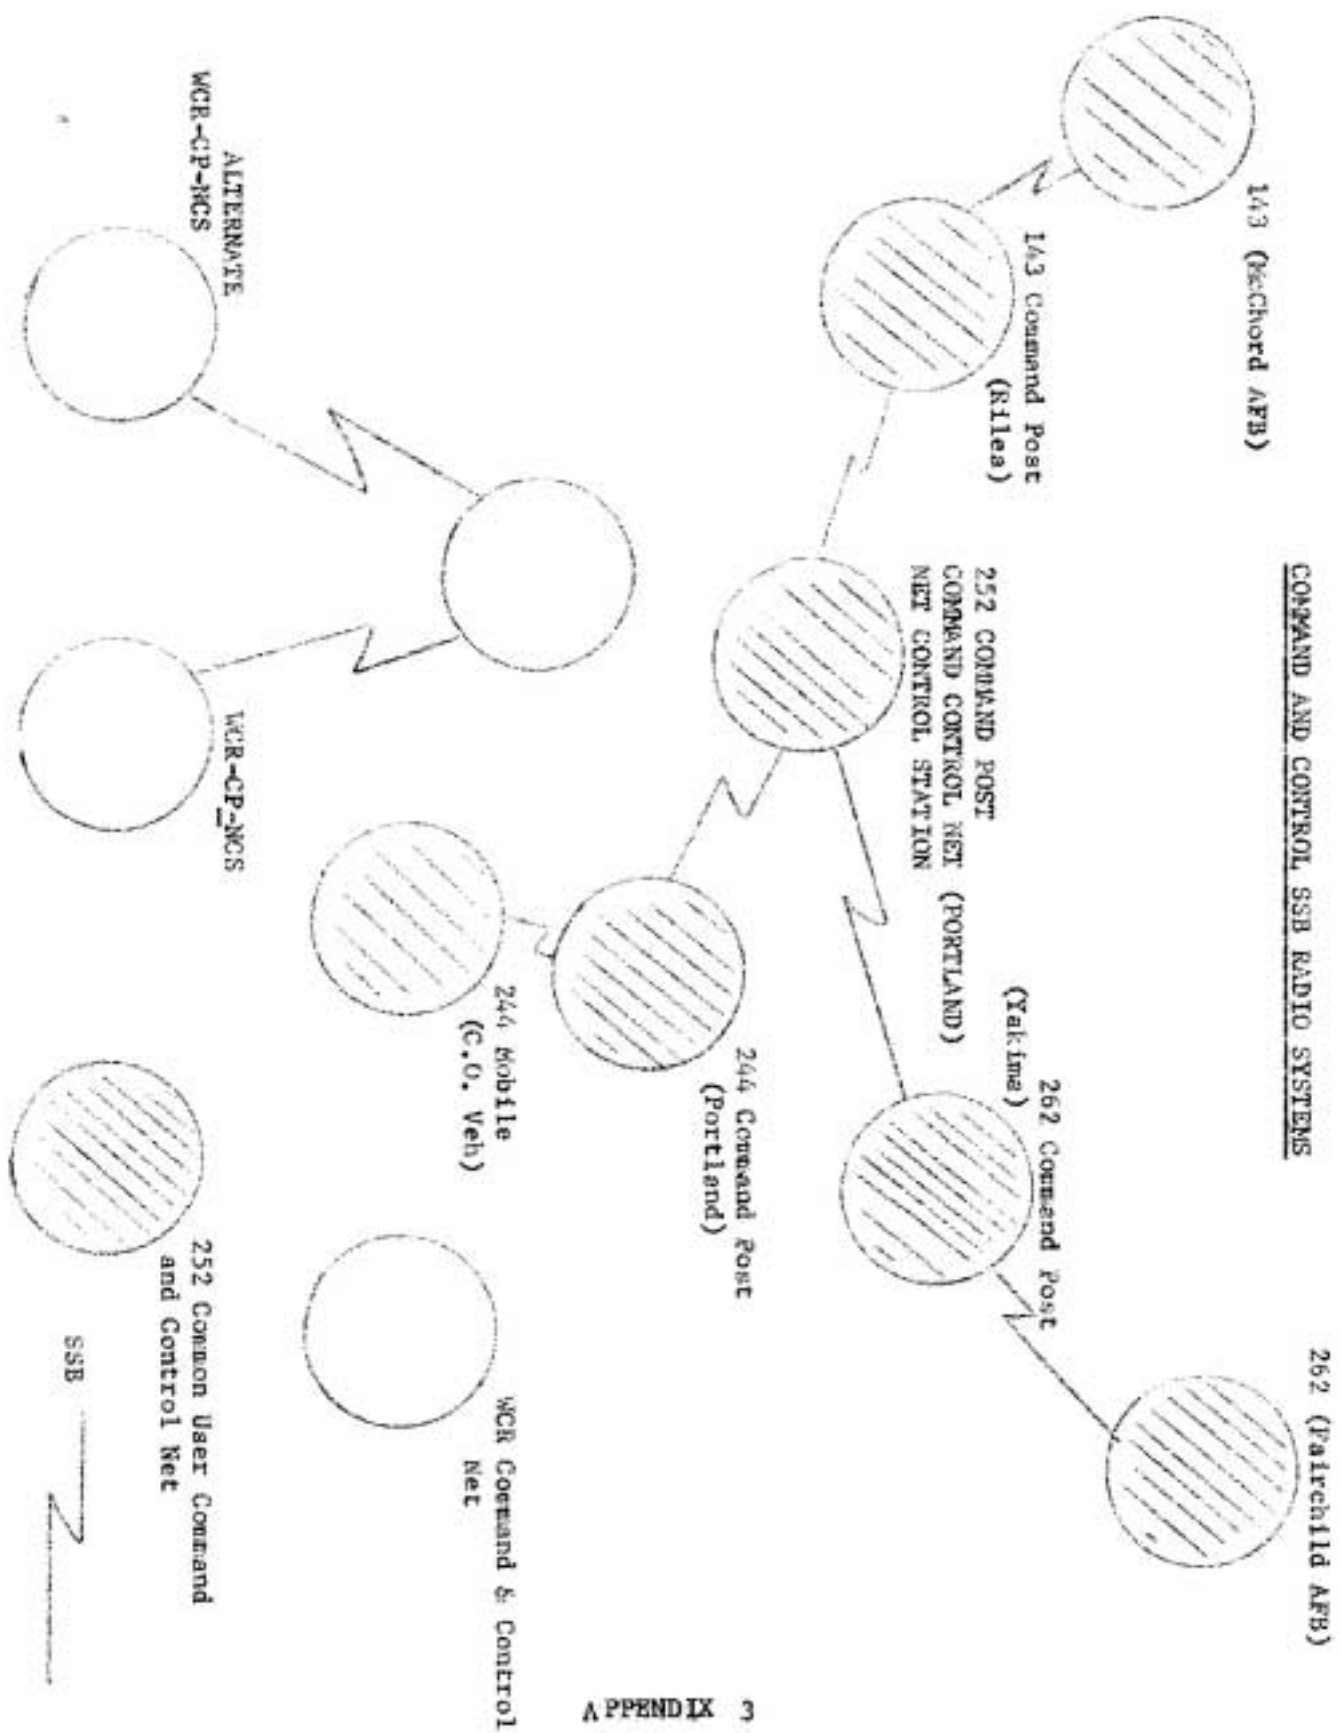 COMMAND AND CONTROL SSB RADIO SYSTEMS
143 (McChord AFB)
262 (Fairchild AFB)
143 Command Post
(Rilea)
262 Command Post
(Yakima)
252 COMMAND POST
COMMAND CONTROL NET (PORTLAND)
NET CONTROL STATION
244 Command Post
(Portland)
244 Mobile
(C.O. Veh)
ALTERNATE
WCR-CP-NCS
WCR-CP-NCS
WCR Command & Control
Net
252 Common User Command
and Control Net
SSB
APPENDIX 3